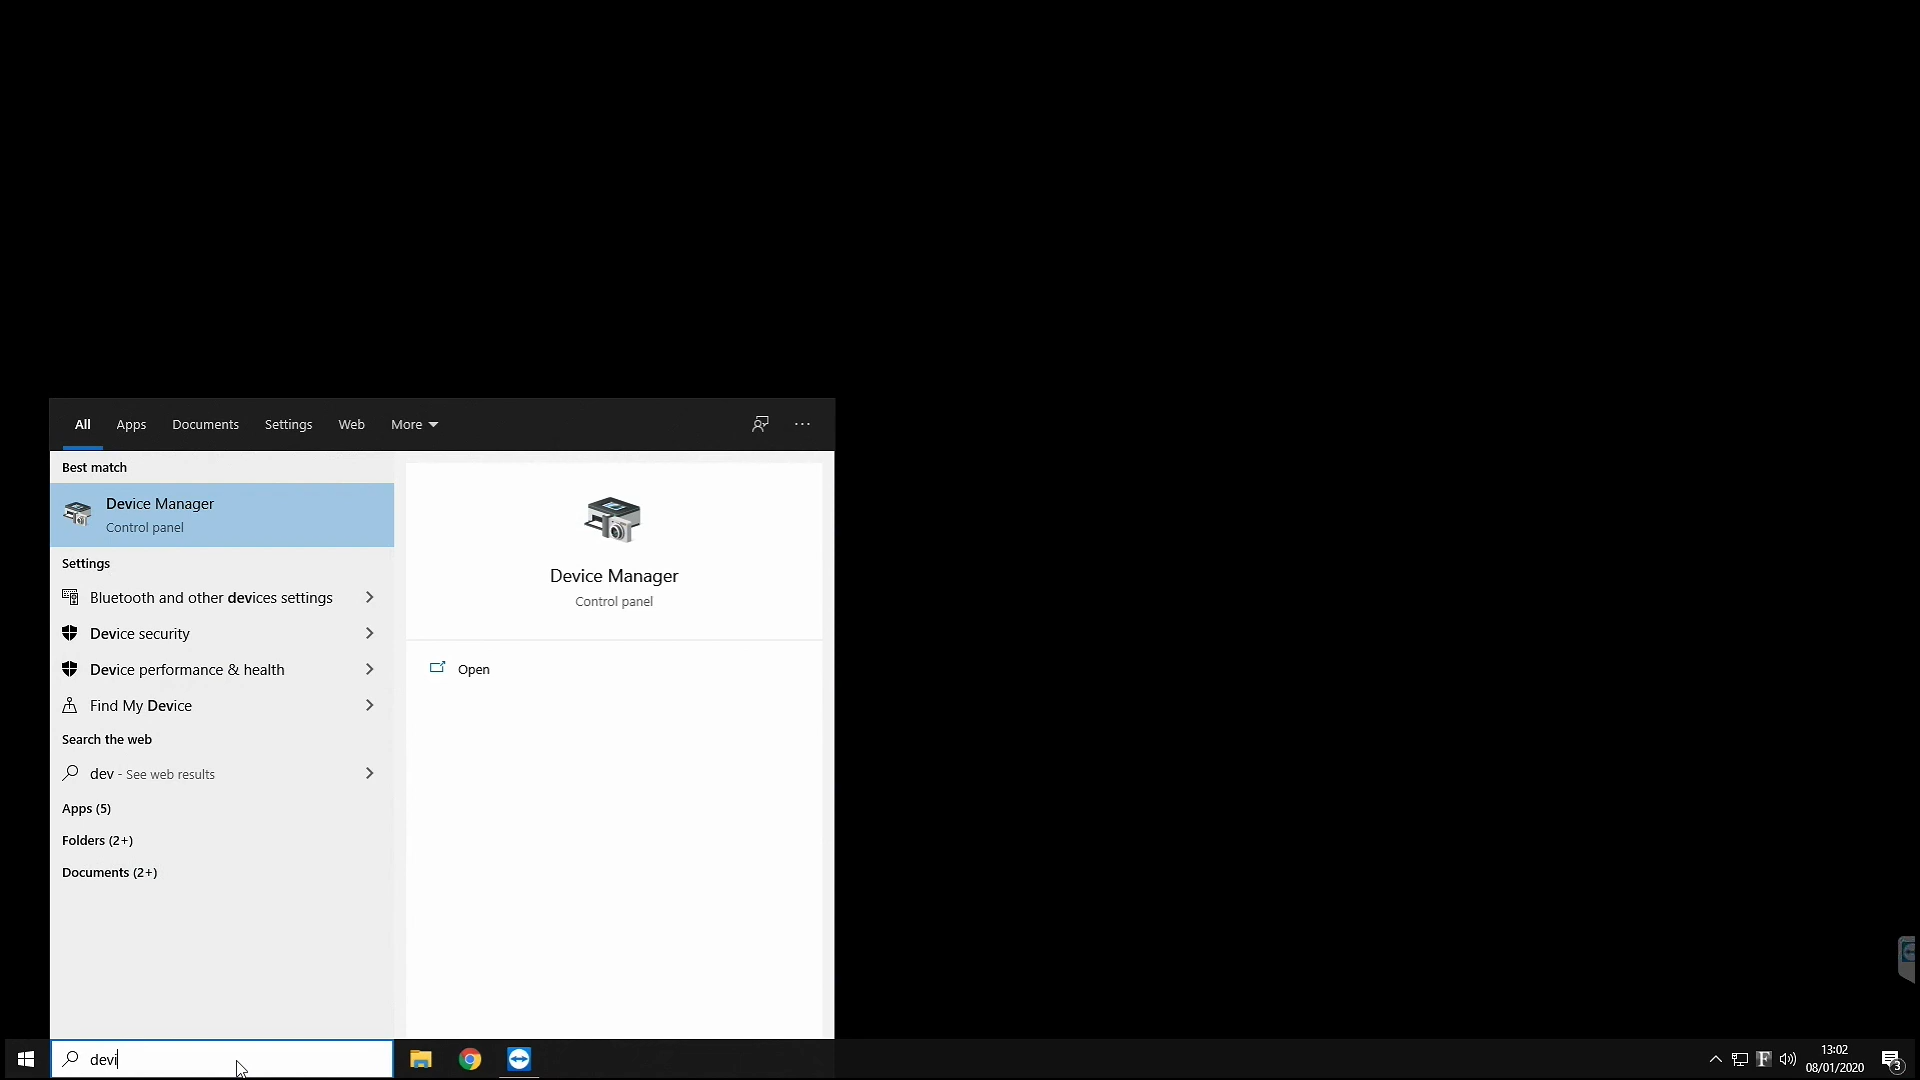 All Apps Documents Settings Web More
Best match
Device Manager
Control panel
Settings
Bluetooth and other devices settings
Device security
Device performance & health
Find My Device
Search the web
dev - See web results
Apps (5)
Folders (2+)
Documents (2+)
Device Manager
Control panel
Open
devi
F
13:02
08/01/2020
3